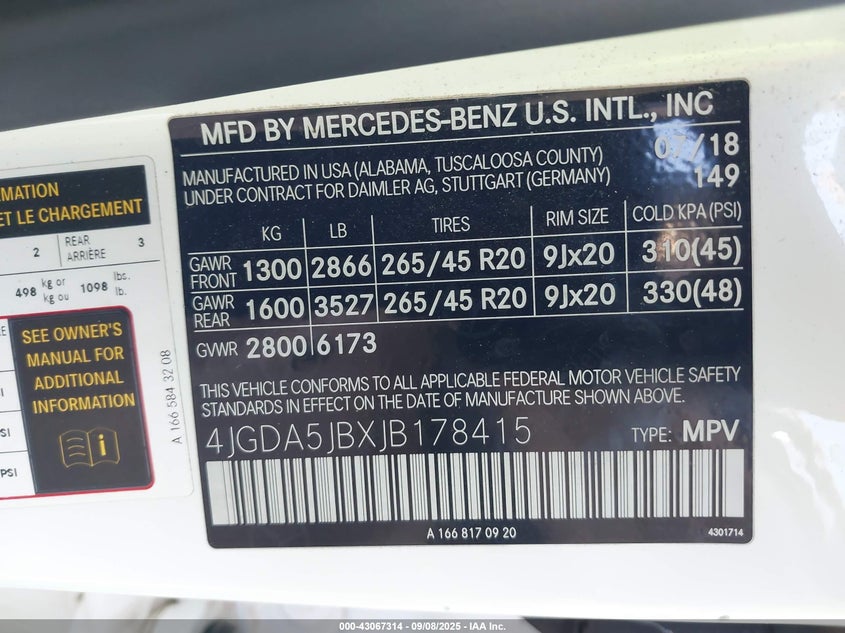 RMATION
ET LE CHARGEMENT
2 REAR ARRIÈRE 3
498 kg or kg ou 1098 lbs. lb.
SEE OWNER'S
MANUAL FOR
ADDITIONAL
INFORMATION
PSI
A 166 584 32 08
MFD BY MERCEDES-BENZ U.S. INTL., INC
MANUFACTURED IN USA (ALABAMA, TUSCALOOSA COUNTY) /18
UNDER CONTRACT FOR DAIMLER AG, STUTTGART (GERMANY) 149
KG LB TIRES RIM SIZE COLD KPA (PSI)
GAWR FRONT 1300 2866 265/45 R20 9Jx20 310(45)
GAWR REAR 1600 3527 265/45 R20 9Jx20 330(48)
GVWR 2800 6173
THIS VEHICLE CONFORMS TO ALL APPLICABLE FEDERAL MOTOR VEHICLE SAFETY
STANDARDS IN EFFECT ON THE DATE OF MANUFACTURE SHOWN ABOVE.
4JGDA5JBXJB178415 TYPE: MPV
A 166 817 09 20 4301714
000-43067314 - 09/08/2025 - IAA Inc.